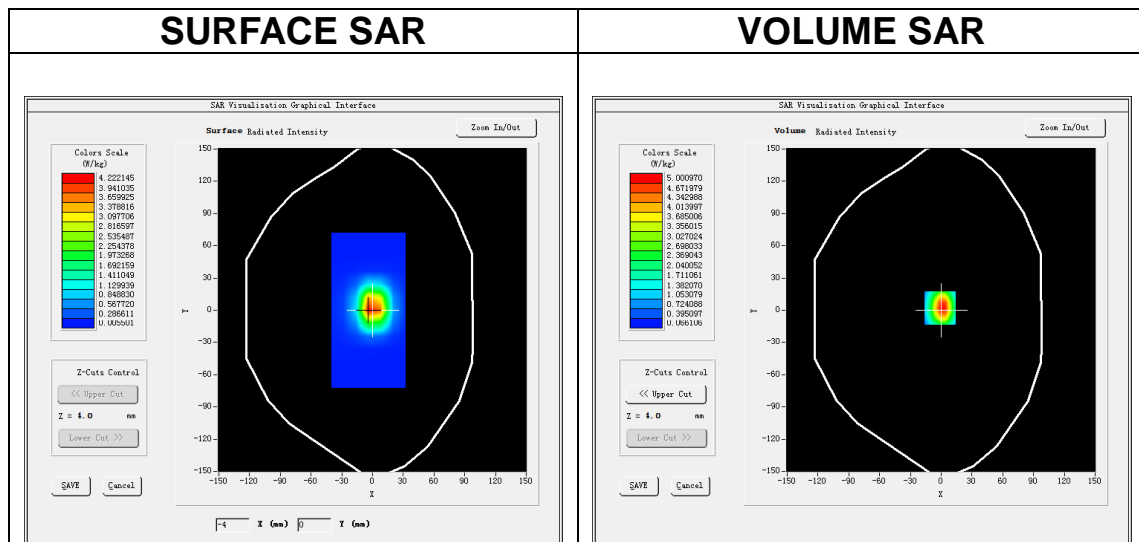 SURFACE SAR
VOLUME SAR
SAR Visualisation Graphical Interface
Surface Radiated Intensity
Zoom In/Out
Colors Scale
(W/kg)
4.222145
3.941035
3.659925
3.378816
3.097706
2.816597
2.535487
2.254378
1.973268
1.692159
1.411049
1.129939
0.848830
0.567720
0.286611
0.005501
150
120
90
60
30
0
-30
-60
-90
-120
-150
Y
-150 -120 -90 -60 -30 0 30 60 90 120 150
X
Z-Cuts Control
<< Upper Cut
Z = 4.0 mm
Lower Cut >>
SAVE Cancel
-4 X (mm) 0 Y (mm)
SAR Visualisation Graphical Interface
Volume Radiated Intensity
Zoom In/Out
Colors Scale
(W/kg)
5.000970
4.671979
4.342988
4.013997
3.685006
3.356015
3.027024
2.698033
2.369043
2.040052
1.711061
1.382070
1.053079
0.724088
0.395097
0.066106
150
120
90
60
30
0
-30
-60
-90
-120
-150
Y
-150 -120 -90 -60 -30 0 30 60 90 120 150
X
Z-Cuts Control
<< Upper Cut
Z = 4.0 mm
Lower Cut >>
SAVE Cancel